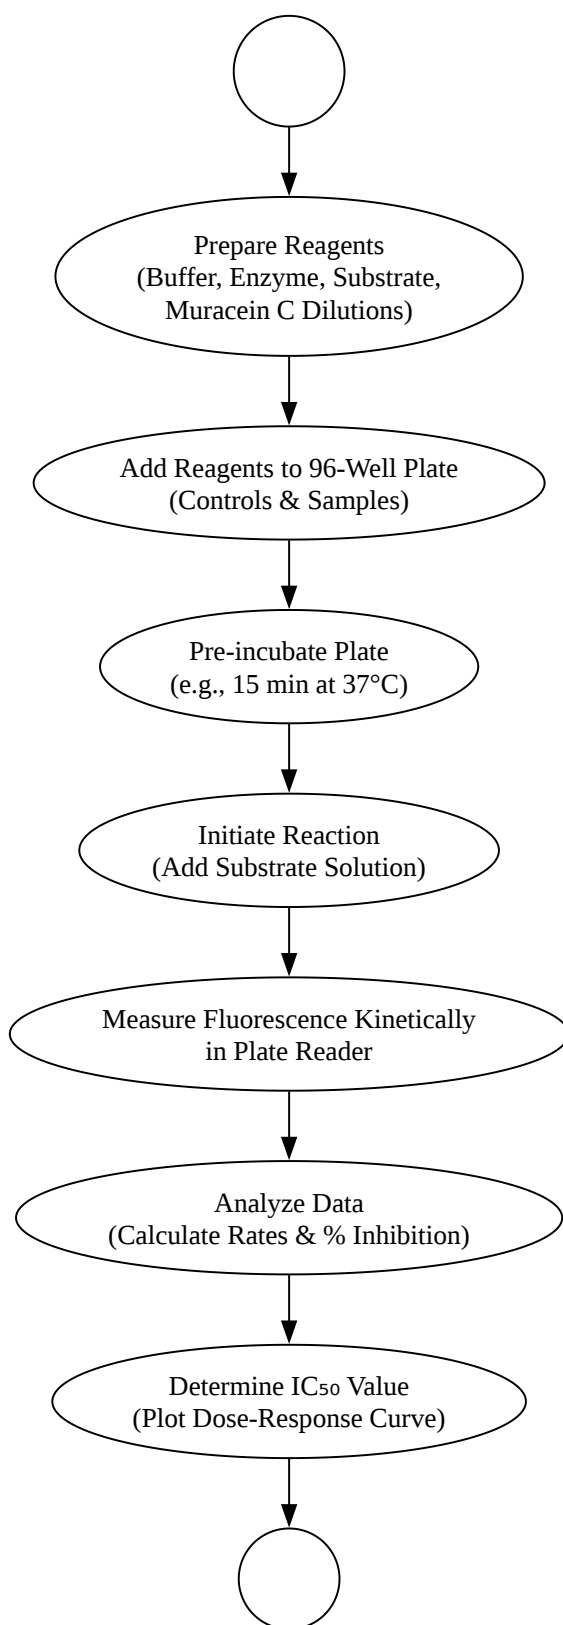 Prepare Reagents
(Buffer, Enzyme, Substrate,
Muracein C Dilutions)
Add Reagents to 96-Well Plate
(Controls & Samples)
Pre-incubate Plate
(e.g., 15 min at 37°C)
Initiate Reaction
(Add Substrate Solution)
Measure Fluorescence Kinetically
in Plate Reader
Analyze Data
(Calculate Rates & % Inhibition)
Determine IC₅₀ Value
(Plot Dose-Response Curve)